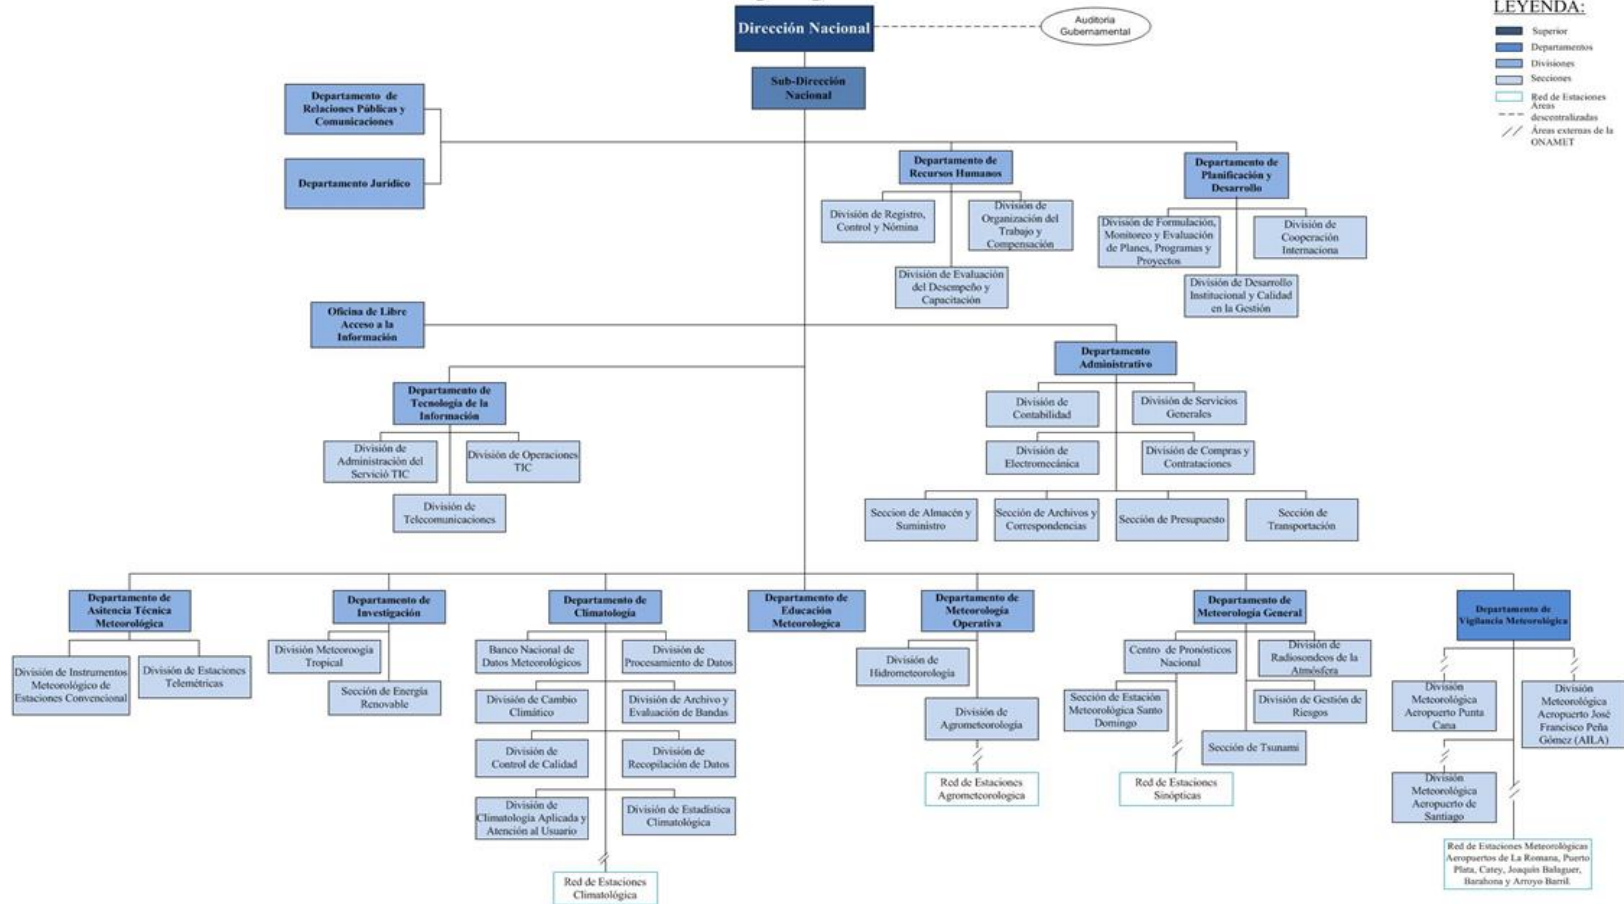 Dirección Nacional
Auditoria
Gubernamental
LEYENDA:
Superior
Departamentos
Divisiones
Secciones
Red de Estaciones
Áreas
descentralizadas
Áreas externas de la
ONAMET
Sub-Dirección
Nacional
Departamento de
Relaciones Públicas y
Comunicaciones
Departamento Jurídico
Departamento de
Recursos Humanos
Departamento de
Planificación y
Desarrollo
División de Registro,
Control y Nómina
División de
Organización del
Trabajo y
Compensación
División de Evaluación
del Desempeño y
Capacitación
División de Formulación,
Monitoreo y Evaluación
de Planes, Programas y
Proyectos
División de
Cooperación
Internaciona
División de Desarrollo
Institucional y Calidad
en la Gestión
Oficina de Libre
Acceso a la
Información
Departamento
Administrativo
Departamento de
Tecnología de la
Información
División de
Contabilidad
División de Servicios
Generales
División de
Administración del
Servició TIC
División de Operaciones
TIC
División de
Electromecánica
División de Compras y
Contrataciones
División de
Telecomunicaciones
Seccion de Almacén y
Suministro
Sección de Archivos y
Correspondencias
Sección de Presupuesto
Sección de
Transportación
Departamento de
Asitencia Técnica
Meteorológica
División de Instrumentos
Meteorológico de
Estaciones Convencional
División de Estaciones
Telemétricas
Departamento de
Investigación
División Meteoroogía
Tropical
Sección de Energía
Renovable
Departamento de
Climatología
Banco Nacional de
Datos Meteorológicos
División de
Procesamiento de Datos
División de Cambio
Climático
División de Archivo y
Evaluación de Bandas
División de
Control de Calidad
División de
Recopilación de Datos
División de
Climatología Aplicada y
Atención al Usuario
División de Estadística
Climatológica
Red de Estaciones
Climatológica
Departamento de
Educación
Meteorologica
Departamento de
Meteorología
Operativa
División de
Hidrometeorología
División de
Agrometeorología
Red de Estaciones
Agrometeorologica
Departamento de
Meteorología General
Centro de Pronósticos
Nacional
División de
Radiosondeos de la
Atmósfera
Sección de Estación
Meteorológica Santo
Domingo
División de Gestión de
Riesgos
Sección de Tsunami
Red de Estaciones
Sinópticas
Departamento de
Vigilancia Meteorológica
División
Meteorológica
Aeropuerto Punta
Cana
División
Meteorológica
Aeropuerto José
Francisco Peña
Gómez (AILA)
División
Meteorológica
Aeropuerto de
Santiago
Red de Estaciones Meteorológicas
Aeropuertos de La Romana, Puerto
Plata, Catey, Joaquín Balaguer,
Barahona y Arroyo Barril.